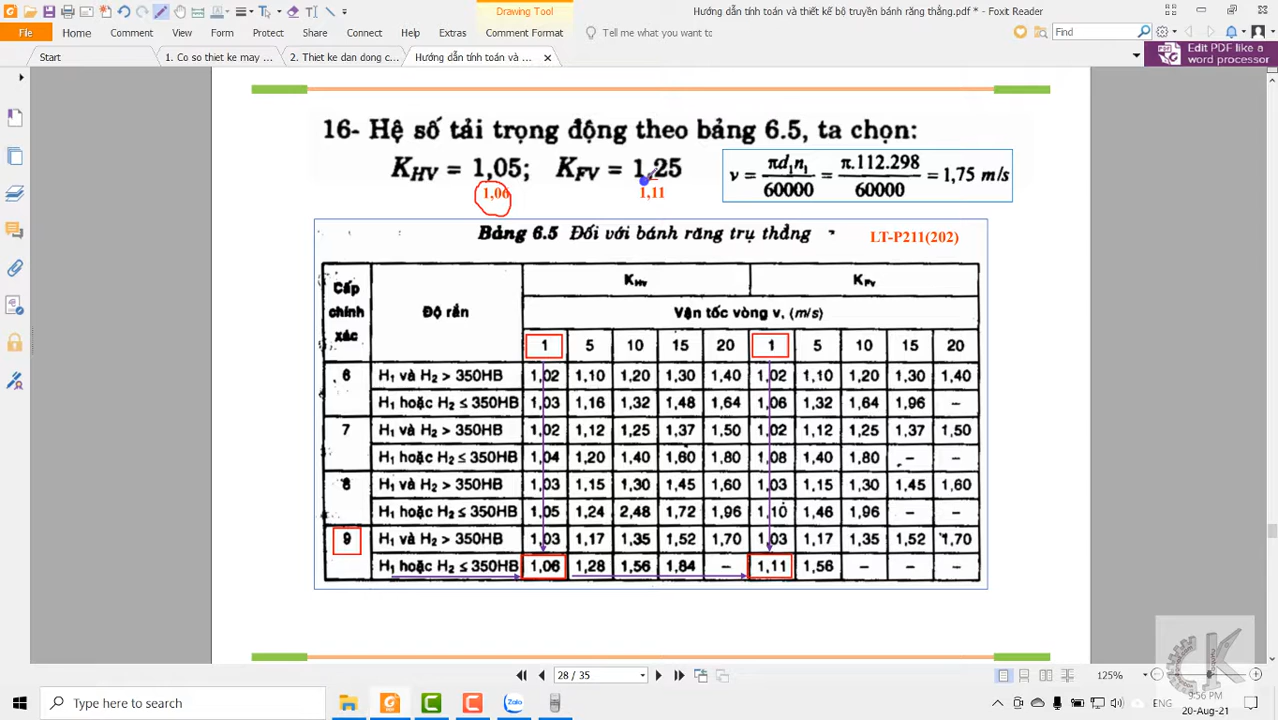 Drawing Tool
Hướng dẫn tính toán và thiết kế bộ truyền bánh răng thẳng.pdf * - Foxit Reader
File Home Comment View Form Protect Share Connect Help Extras Comment Format Tell me what you want to do... Find
Start 1. Co so thiet ke may ... 2. Thiet ke dan dong c... Hướng dẫn tính toán và ...
Edit PDF like a
word processor
16- Hệ số tải trọng động theo bảng 6.5, ta chọn:
K_HV = 1,05; K_FV = 1,25
1,06 1,11
v = πd₁n₁/60000 = π.112.298/60000 = 1,75 m/s
Bảng 6.5 Đối với bánh răng trụ thẳng
LT-P211(202)
Cấp chính xác Độ rắn K_Hv K_Fv
Vận tốc vòng v, (m/s)
1 5 10 15 20 1 5 10 15 20
6 H₁ và H₂ > 350HB 1,02 1,10 1,20 1,30 1,40 1,02 1,10 1,20 1,30 1,40
H₁ hoặc H₂ ≤ 350HB 1,03 1,16 1,32 1,48 1,64 1,06 1,32 1,64 1,96 –
7 H₁ và H₂ > 350HB 1,02 1,12 1,25 1,37 1,50 1,02 1,12 1,25 1,37 1,50
H₁ hoặc H₂ ≤ 350HB 1,04 1,20 1,40 1,60 1,80 1,08 1,40 1,80 – –
8 H₁ và H₂ > 350HB 1,03 1,15 1,30 1,45 1,60 1,03 1,15 1,30 1,45 1,60
H₁ hoặc H₂ ≤ 350HB 1,05 1,24 2,48 1,72 1,96 1,10 1,46 1,96 – –
9 H₁ và H₂ > 350HB 1,03 1,17 1,35 1,52 1,70 1,03 1,17 1,35 1,52 1,70
H₁ hoặc H₂ ≤ 350HB 1,06 1,28 1,56 1,84 – 1,11 1,56 – – –
28 / 35
125%
Type here to search
Zalo
ENG
9:56 PM
20-Aug-21